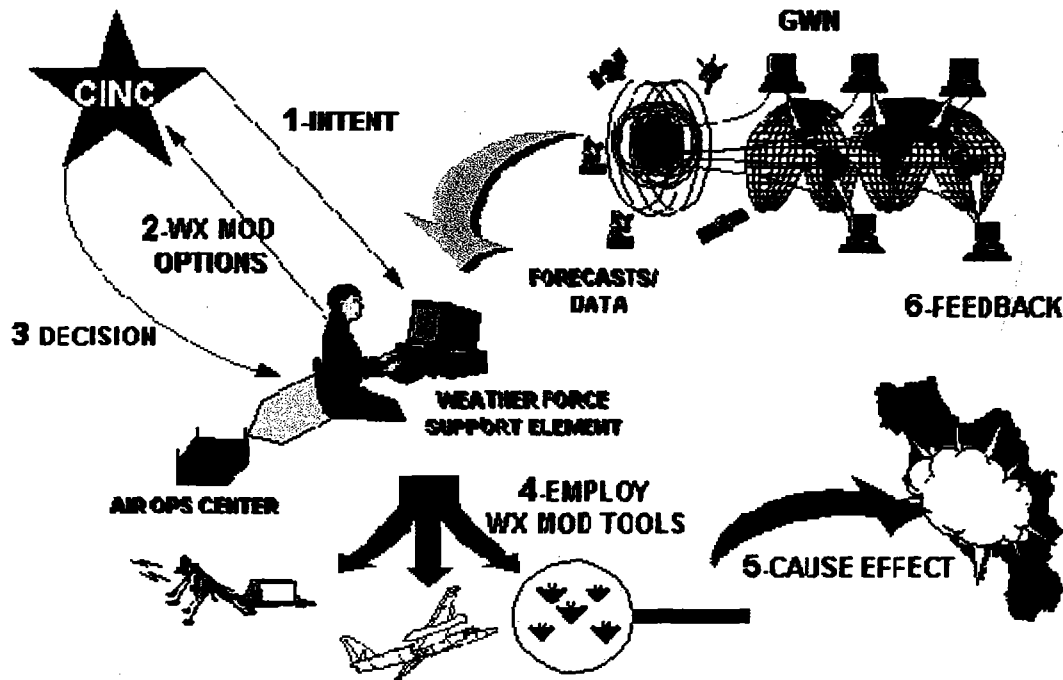 GWN
CINC
1-INTENT
2-WX MOD
OPTIONS
FORECASTS/
DATA
6-FEEDBACK
3 DECISION
WEATHER FORCE
SUPPORT ELEMENT
AIR OPS CENTER
4-EMPLOY
WX MOD TOOLS
5-CAUSE EFFECT